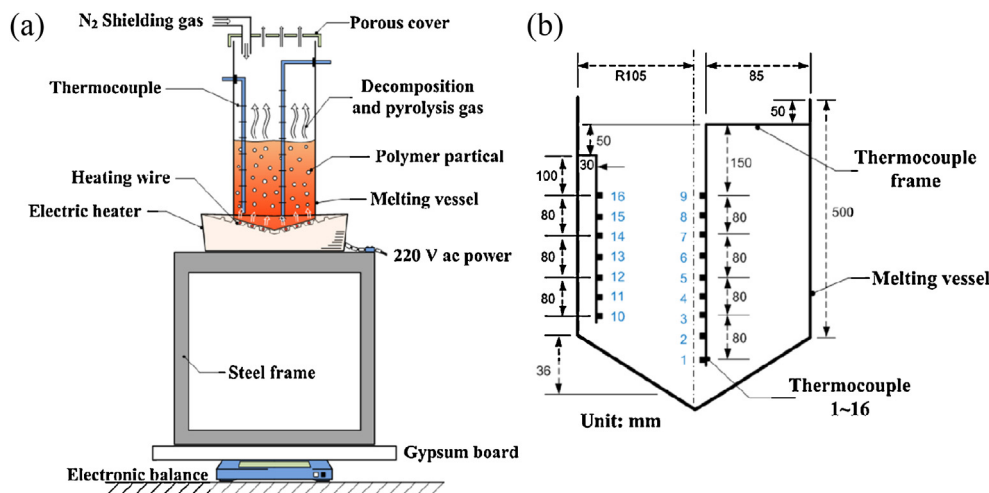 (a)
N2 Shielding gas
Porous cover
Thermocouple
Decomposition
and pyrolysis gas
Polymer partical
Heating wire
Melting vessel
Electric heater
220 V ac power
Steel frame
Gypsum board
Electronic balance
(b)
R105
85
50
50
30
100
150
Thermocouple
frame
500
16
9
15
8
80
80
14
7
13
6
80
80
12
5
Melting vessel
11
4
80
80
10
3
2
80
1
36
Thermocouple
1~16
Unit: mm